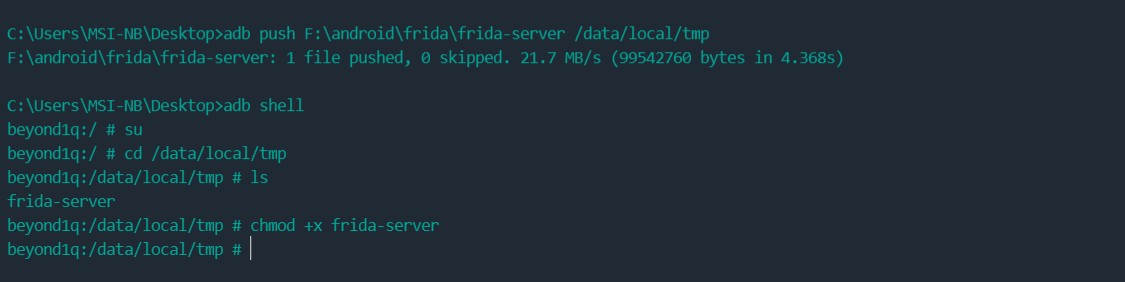 C:\Users\MSI-NB\Desktop>adb push F:\android\frida\frida-server /data/local/tmp
F:\android\frida\frida-server: 1 file pushed, 0 skipped. 21.7 MB/s (99542760 bytes in 4.368s)
C:\Users\MSI-NB\Desktop>adb shell
beyond1q:/ # su
beyond1q:/ # cd /data/local/tmp
beyond1q:/data/local/tmp # ls
frida-server
beyond1q:/data/local/tmp # chmod +x frida-server
beyond1q:/data/local/tmp #